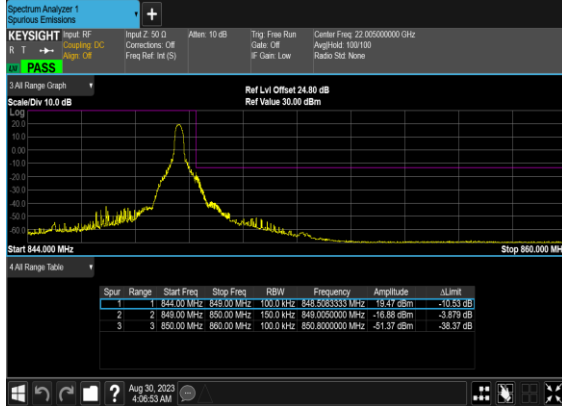 Spectrum Analyzer 1
Spurious Emissions
+
KEYSIGHT Input: RF Input Z: 50 Ω Atten: 10 dB Trig: Free Run Center Freq: 22.005000000 GHz
R T Coupling: DC Corrections: Off Gate: Off Avg|Hold: 100/100
Align: Off Freq Ref: Int (S) IF Gain: Low Radio Std: None
PASS
3 All Range Graph
Ref Lvl Offset 24.80 dB
Scale/Div 10.0 dB Ref Value 30.00 dBm
Log
20.0
10.0
0.00
-10.0
-20.0
-30.0
-40.0
-50.0
-60.0
Start 844.000 MHz Stop 860.000 MH
4 All Range Table
Spur Range Start Freq Stop Freq RBW Frequency Amplitude ΔLimit
1 1 844.00 MHz 849.00 MHz 100.0 kHz 848.5083333 MHz 19.47 dBm -10.53 dB
2 2 849.00 MHz 850.00 MHz 150.0 kHz 849.0050000 MHz -16.88 dBm -3.879 dB
3 3 850.00 MHz 860.00 MHz 100.0 kHz 850.8000000 MHz -51.37 dBm -38.37 dB
? Aug 30, 2023
4:06:53 AM